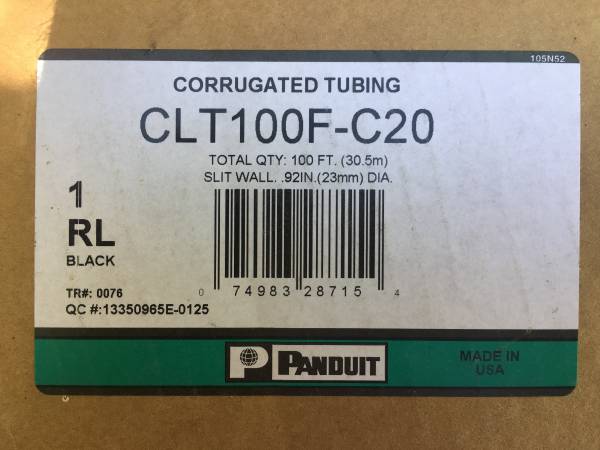 105N52
CORRUGATED TUBING
CLT100F-C20
TOTAL QTY: 100 FT. (30.5m)
SLIT WALL. .92IN.(23mm) DIA.
1
RL
BLACK
0 74983 28715 4
TR#: 0076
QC #:13350965E-0125
P PANDUIT
MADE IN
USA